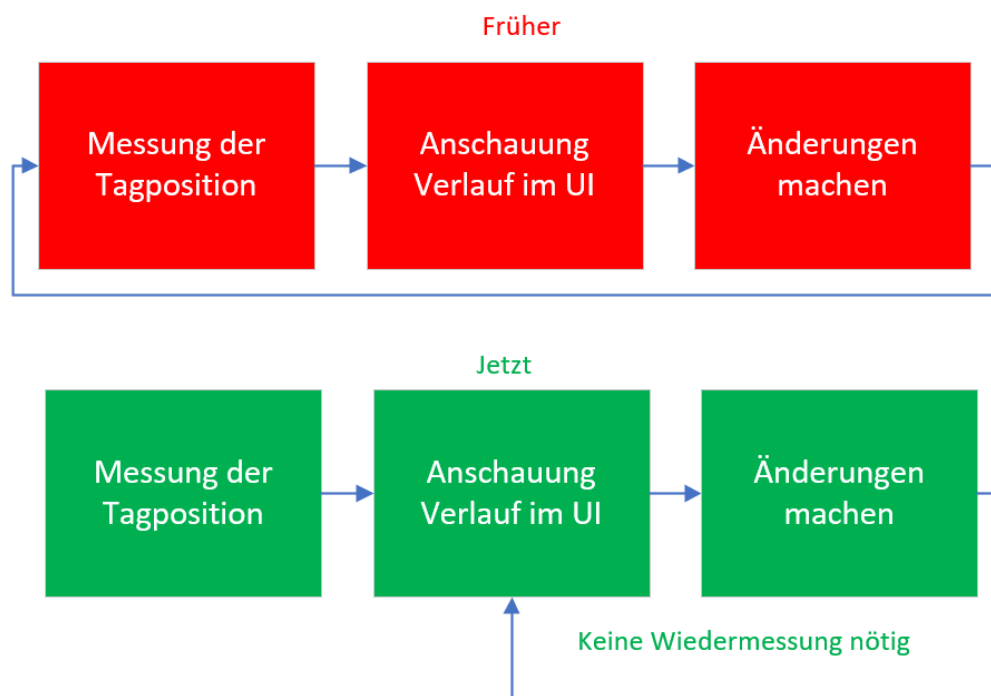 Früher
Messung der
Tagposition
Anschauung
Verlauf im UI
Änderungen
machen
Jetzt
Messung der
Tagposition
Anschauung
Verlauf im UI
Änderungen
machen
Keine Wiedermessung nötig